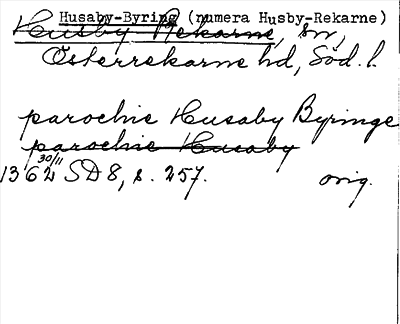 Husaby-Byring (numera Husby-Rekarne)
Husby Rekarne, sn,
Österrekarne hd, Söd. l.
parochie Husaby Byringe
parochie Husaby
30/11
1362 SD 8, s. 257. orig.